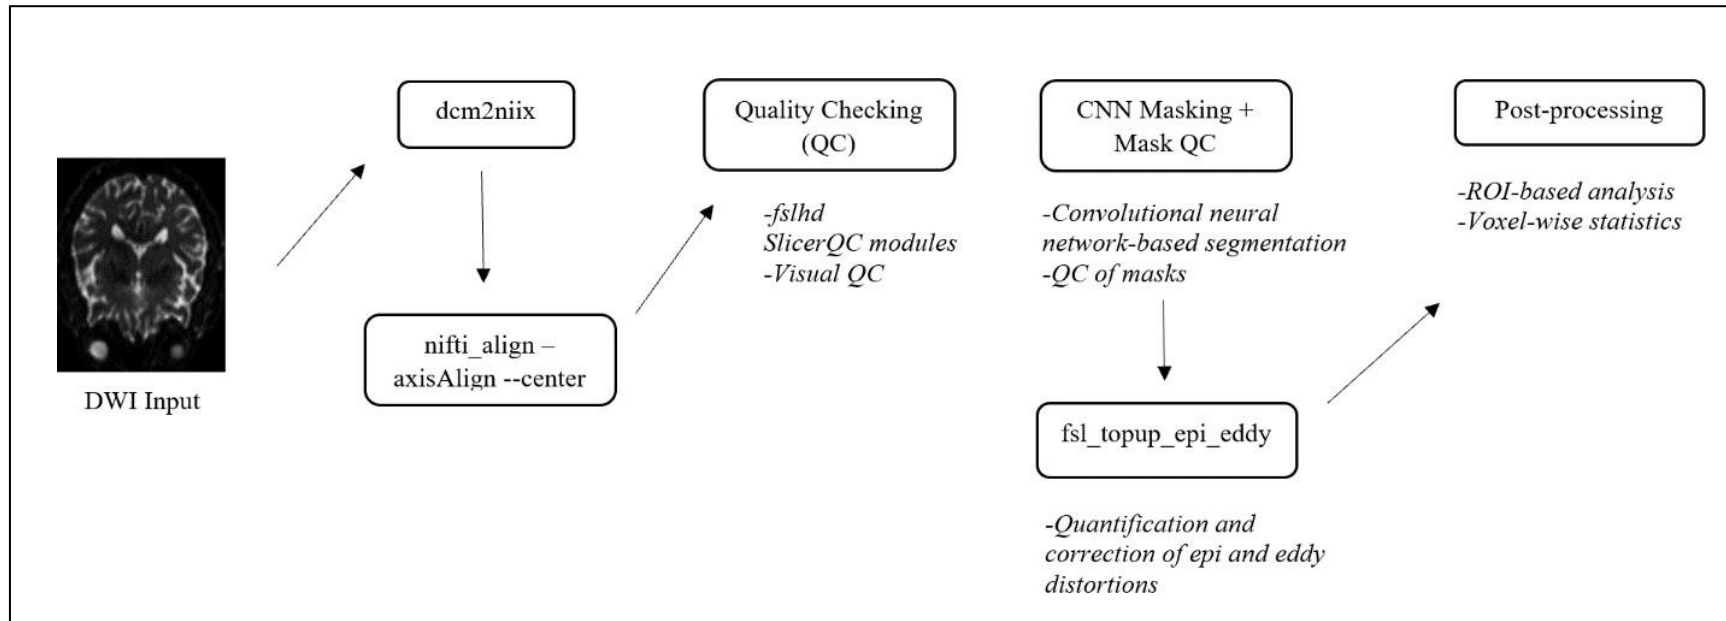 DWI Input
dcm2niix
nifti_align –
axisAlign --center
Quality Checking
(QC)
-fslhd
SlicerQC modules
-Visual QC
CNN Masking +
Mask QC
-Convolutional neural
network-based segmentation
-QC of masks
fsl_topup_epi_eddy
-Quantification and
correction of epi and eddy
distortions
Post-processing
-ROI-based analysis
-Voxel-wise statistics